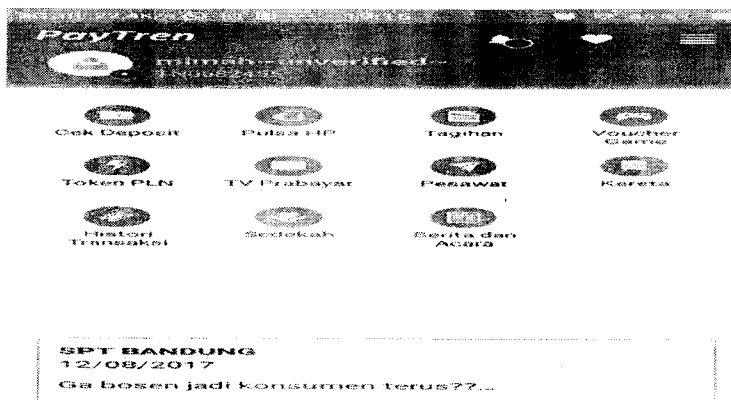 PayTren
Cek Deposit
Pulsa HP
Tagihan
Voucher
Game
Token PLN
TV Prabayar
Pesawat
Kereta
Histori
Transaksi
Sedekah
Berita dan
Acara
SPT BANDUNG
12/08/2017
Ga bosen jadi konsumen terus??...